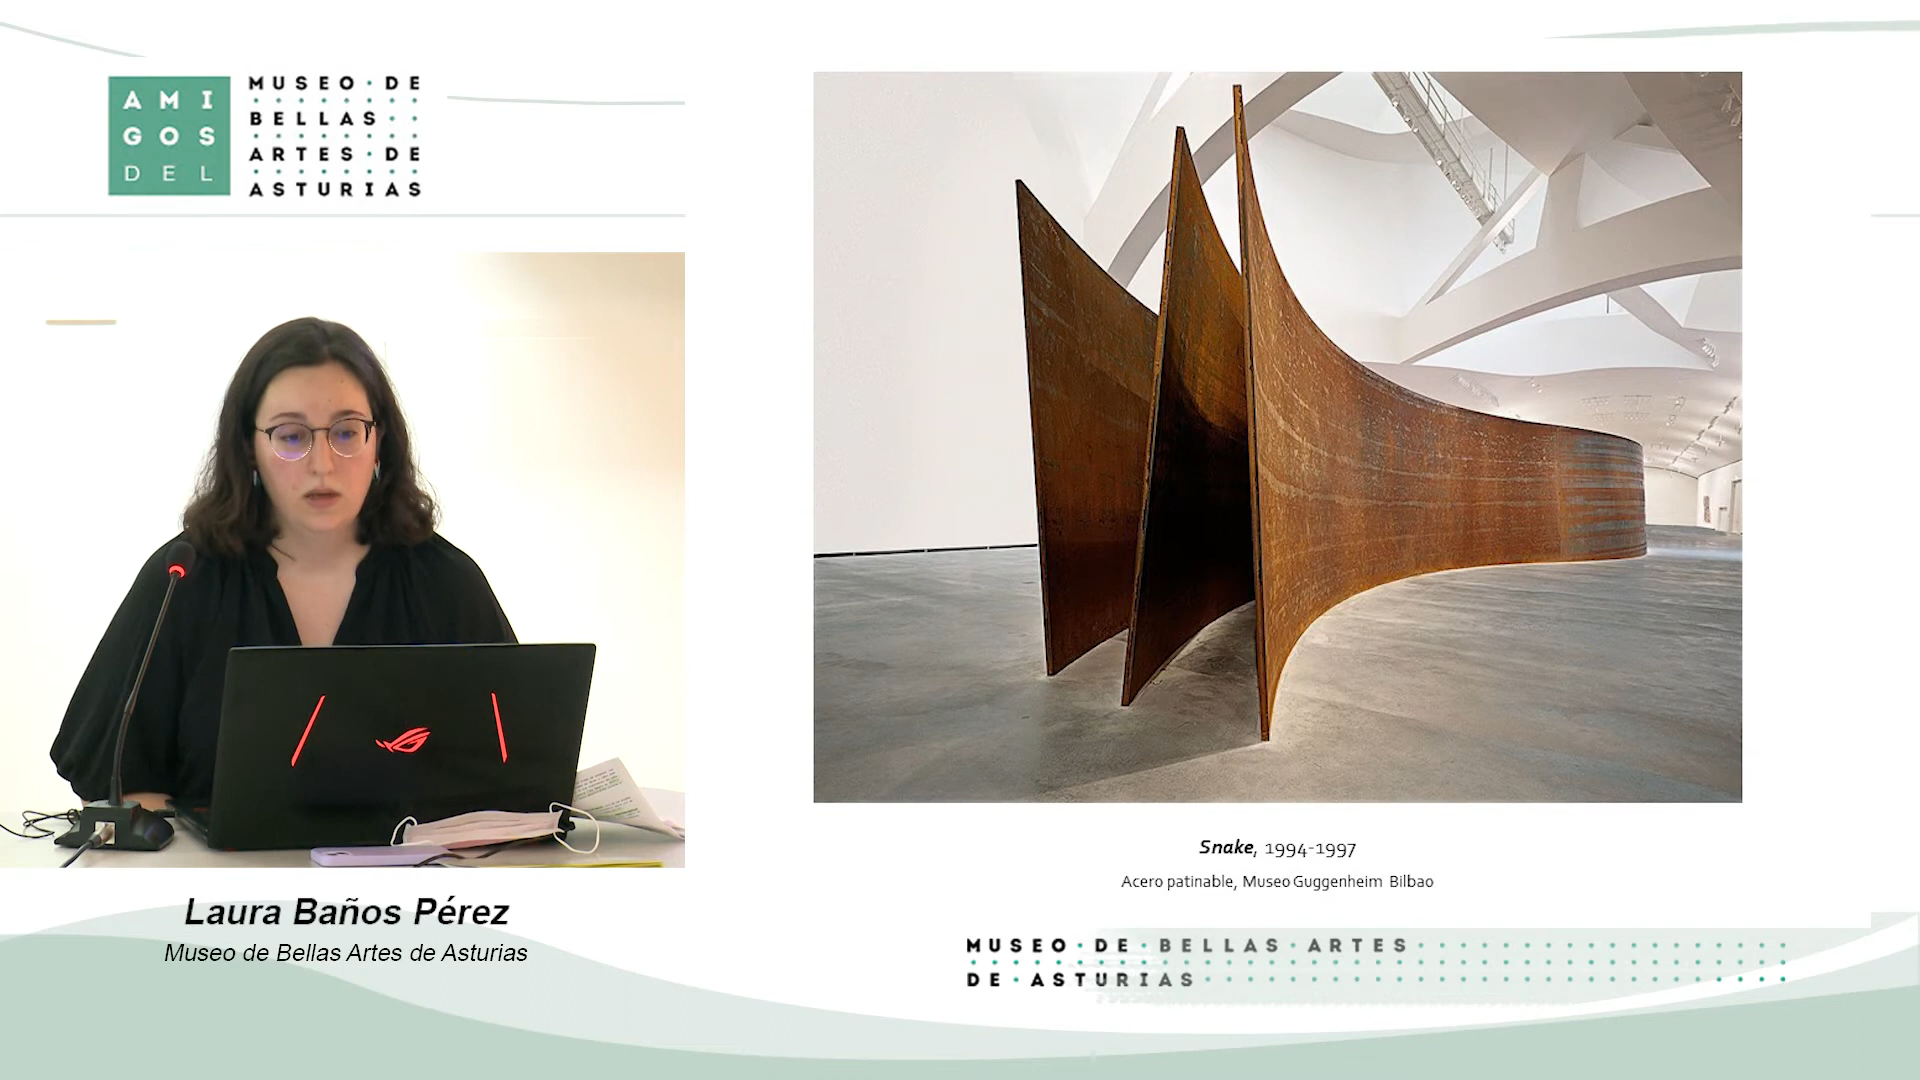 AMI
GOS
DEL
MUSEO·DE
BELLAS
ARTES·DE
ASTURIAS
Laura Baños Pérez
Museo de Bellas Artes de Asturias
Snake, 1994-1997
Acero patinable, Museo Guggenheim Bilbao
MUSEO·DE·BELLAS·ARTES
DE·ASTURIAS